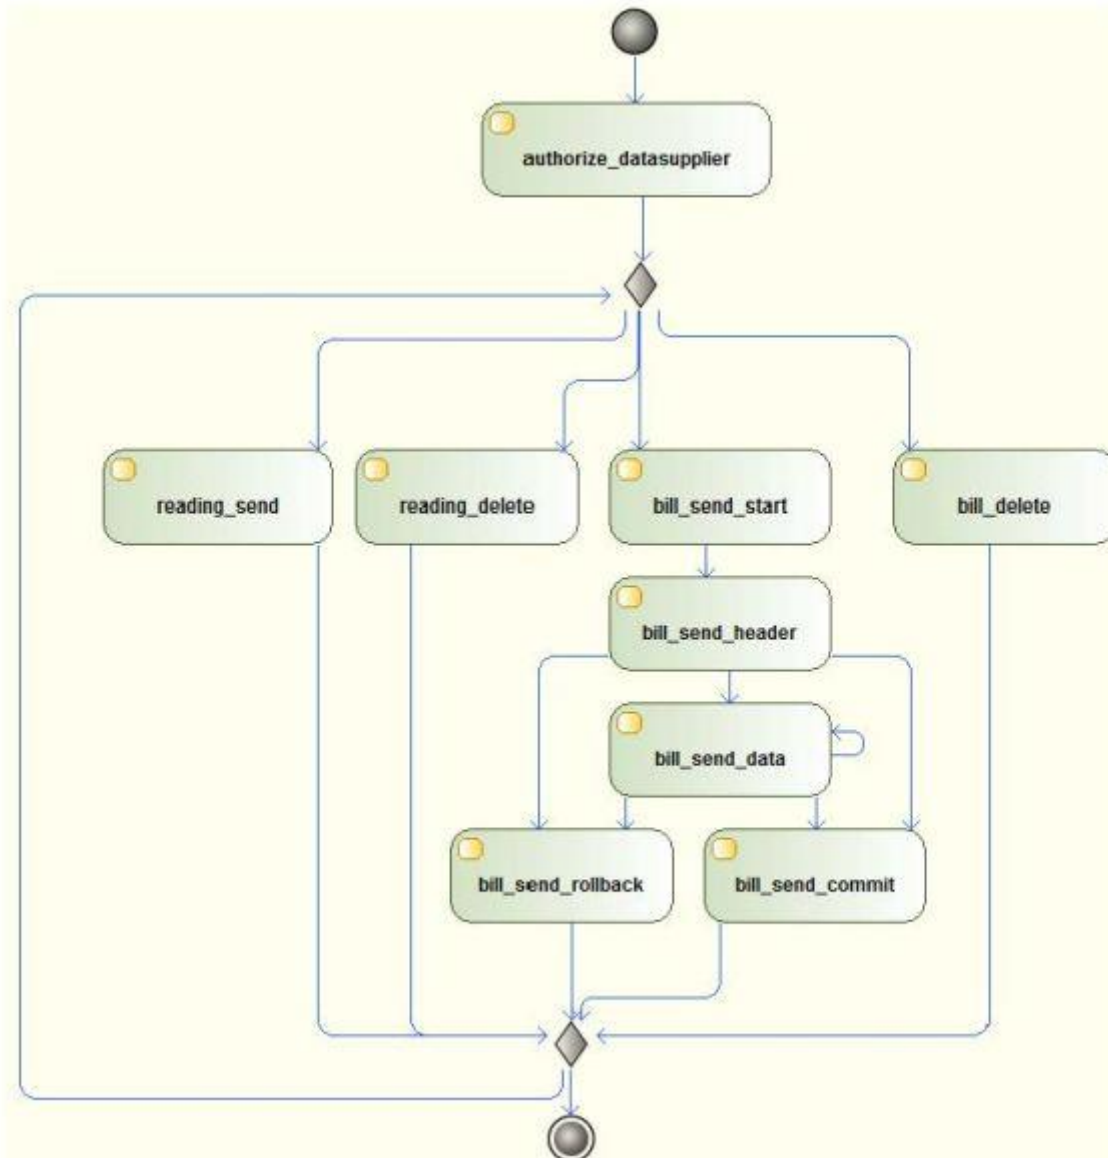 authorize_datasupplier
reading_send
reading_delete
bill_send_start
bill_delete
bill_send_header
bill_send_data
bill_send_rollback
bill_send_commit